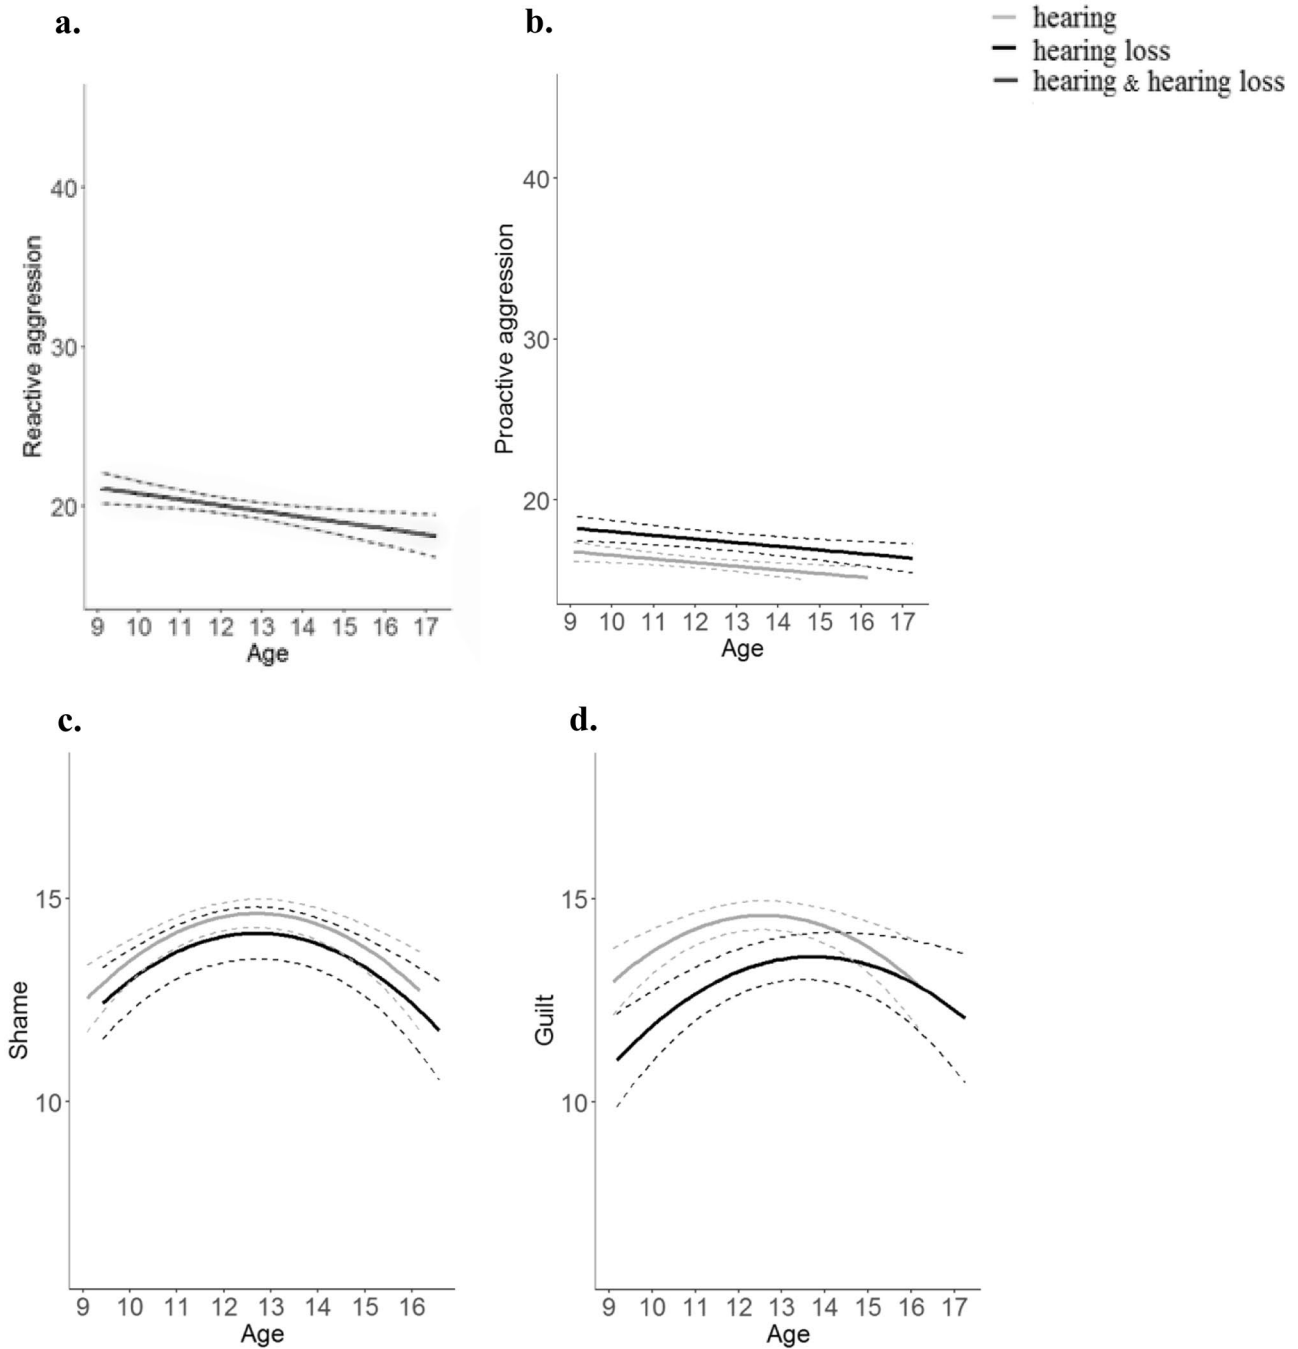 a.
b.
hearing
hearing loss
hearing & hearing loss
Reactive aggression
40
30
20
9 10 11 12 13 14 15 16 17
Age
Proactive aggression
40
30
20
9 10 11 12 13 14 15 16 17
Age
c.
d.
Shame
15
10
9 10 11 12 13 14 15 16
Age
Guilt
15
10
9 10 11 12 13 14 15 16 17
Age